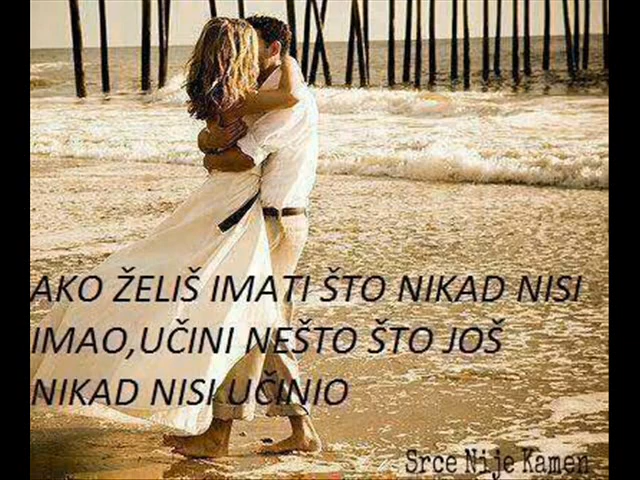 AKO ŽELIŠ IMATI ŠTO NIKAD NISI
IMAO,UČINI NEŠTO ŠTO JOŠ
NIKAD NISI UČINIO
Srce Nije Kamen